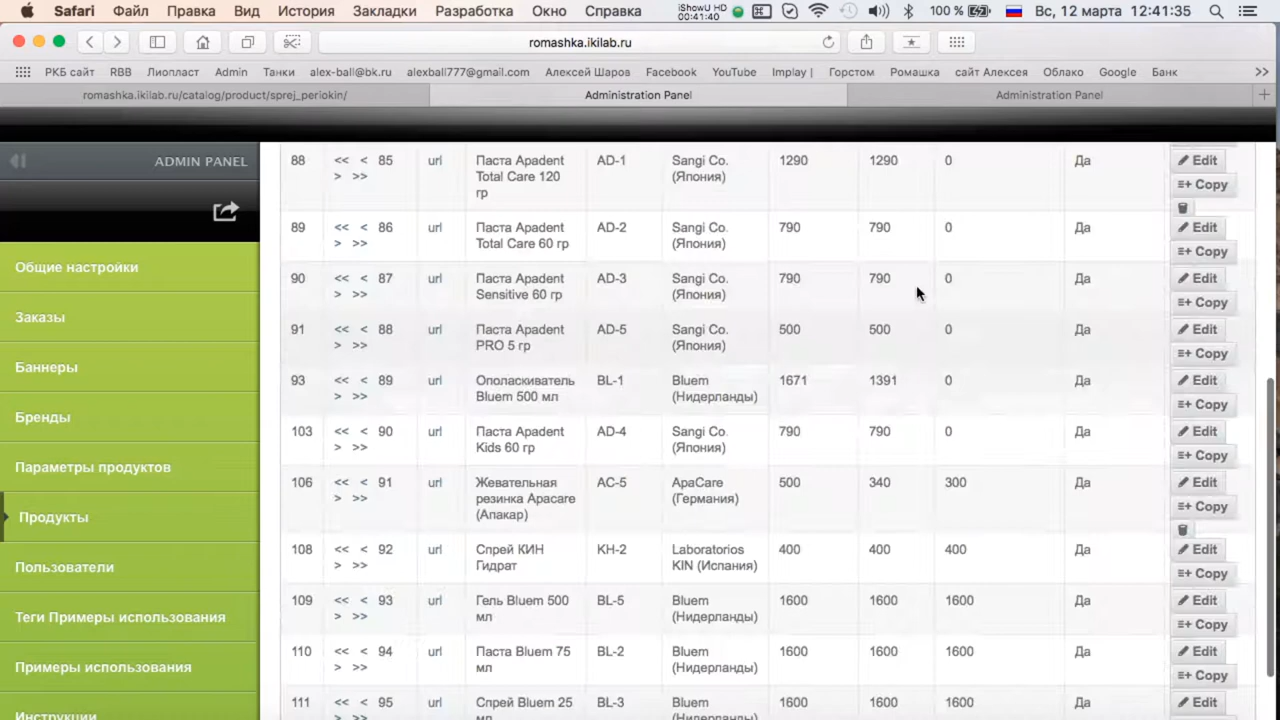 Safari Файл Правка Вид История Закладки Разработка Окно Справка iShowU HD 00:41:40 100 % Вс, 12 марта 12:41:35
romashka.ikilab.ru
РКБ сайт RBB Лиопласт Admin Танки alex-ball@bk.ru alexball777@gmail.com Алексей Шаров Facebook YouTube Implay | Горстом Ромашка сайт Алексея Облако Google Банк >>
romashka.ikilab.ru/catalog/product/sprej_periokin/ Administration Panel Administration Panel +
ADMIN PANEL
Общие настройки
Заказы
Баннеры
Бренды
Параметры продуктов
Продукты
Пользователи
Теги Примеры использования
Примеры использования
Инструкции
88 << < 85 url Паста Apadent AD-1 Sangi Co. 1290 1290 0 Да Edit
> >> Total Care 120 (Япония) Copy
гр
89 << < 86 url Паста Apadent AD-2 Sangi Co. 790 790 0 Да Edit
> >> Total Care 60 гр (Япония) Copy
90 << < 87 url Паста Apadent AD-3 Sangi Co. 790 790 0 Да Edit
> >> Sensitive 60 гр (Япония) Copy
91 << < 88 url Паста Apadent AD-5 Sangi Co. 500 500 0 Да Edit
> >> PRO 5 гр (Япония) Copy
93 << < 89 url Ополаскиватель BL-1 Bluem 1671 1391 0 Да Edit
> >> Bluem 500 мл (Нидерланды) Copy
103 << < 90 url Паста Apadent AD-4 Sangi Co. 790 790 0 Да Edit
> >> Kids 60 гр (Япония) Copy
106 << < 91 url Жевательная AC-5 ApaCare 500 340 300 Да Edit
> >> резинка Apacare (Германия) Copy
(Апакар)
108 << < 92 url Спрей КИН KH-2 Laboratorios 400 400 400 Да Edit
> >> Гидрат KIN (Испания) Copy
109 << < 93 url Гель Bluem 500 BL-5 Bluem 1600 1600 1600 Да Edit
> >> мл (Нидерланды) Copy
110 << < 94 url Паста Bluem 75 BL-2 Bluem 1600 1600 1600 Да Edit
> >> мл (Нидерланды) Copy
111 << < 95 url Спрей Bluem 25 BL-3 Bluem 1600 1600 1600 Да Edit
> >> мл (Нидерланды)